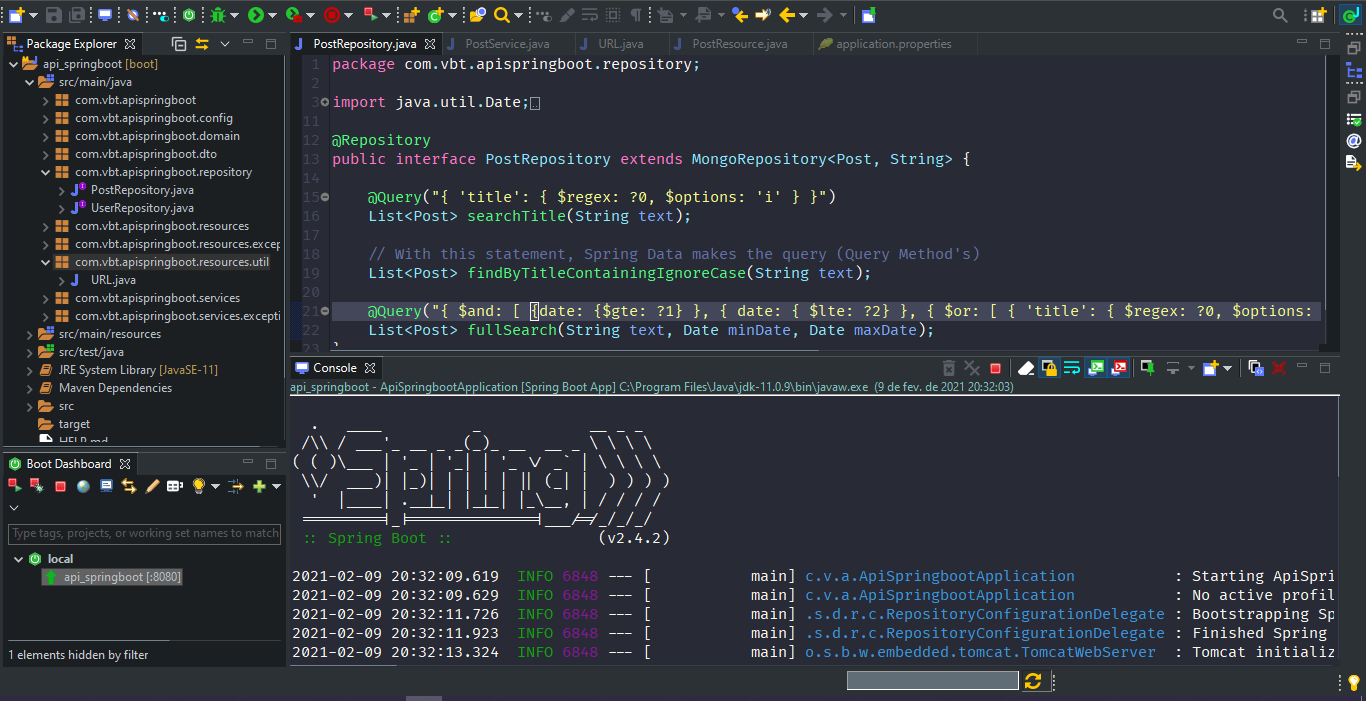 Package Explorer
api_springboot [boot]
src/main/java
com.vbt.apispringboot
com.vbt.apispringboot.config
com.vbt.apispringboot.domain
com.vbt.apispringboot.dto
com.vbt.apispringboot.repository
PostRepository.java
UserRepository.java
com.vbt.apispringboot.resources
com.vbt.apispringboot.resources.excep
com.vbt.apispringboot.resources.util
URL.java
com.vbt.apispringboot.services
com.vbt.apispringboot.services.excepti
src/main/resources
src/test/java
JRE System Library [JavaSE-11]
Maven Dependencies
src
target
HELP.md
Boot Dashboard
Type tags, projects, or working set names to match
local
api_springboot [:8080]
1 elements hidden by filter
PostRepository.java PostService.java URL.java PostResource.java application.properties
1 package com.vbt.apispringboot.repository;
2
3 import java.util.Date;
11
12 @Repository
13 public interface PostRepository extends MongoRepository<Post, String> {
14
15 @Query("{ 'title': { $regex: ?0, $options: 'i' } }")
16 List<Post> searchTitle(String text);
17
18 // With this statement, Spring Data makes the query (Query Method's)
19 List<Post> findByTitleContainingIgnoreCase(String text);
20
21 @Query("{ $and: [ {date: {$gte: ?1} }, { date: { $lte: ?2} }, { $or: [ { 'title': { $regex: ?0, $options:
22 List<Post> fullSearch(String text, Date minDate, Date maxDate);
23 }
Console
api_springboot - ApiSpringbootApplication [Spring Boot App] C:\Program Files\Java\jdk-11.0.9\bin\javaw.exe (9 de fev. de 2021 20:32:03)
Spring
:: Spring Boot :: (v2.4.2)
2021-02-09 20:32:09.619 INFO 6848 --- [ main] c.v.a.ApiSpringbootApplication : Starting ApiSpri
2021-02-09 20:32:09.629 INFO 6848 --- [ main] c.v.a.ApiSpringbootApplication : No active profil
2021-02-09 20:32:11.726 INFO 6848 --- [ main] .s.d.r.c.RepositoryConfigurationDelegate : Bootstrapping Sp
2021-02-09 20:32:11.923 INFO 6848 --- [ main] .s.d.r.c.RepositoryConfigurationDelegate : Finished Spring
2021-02-09 20:32:13.324 INFO 6848 --- [ main] o.s.b.w.embedded.tomcat.TomcatWebServer : Tomcat initializ